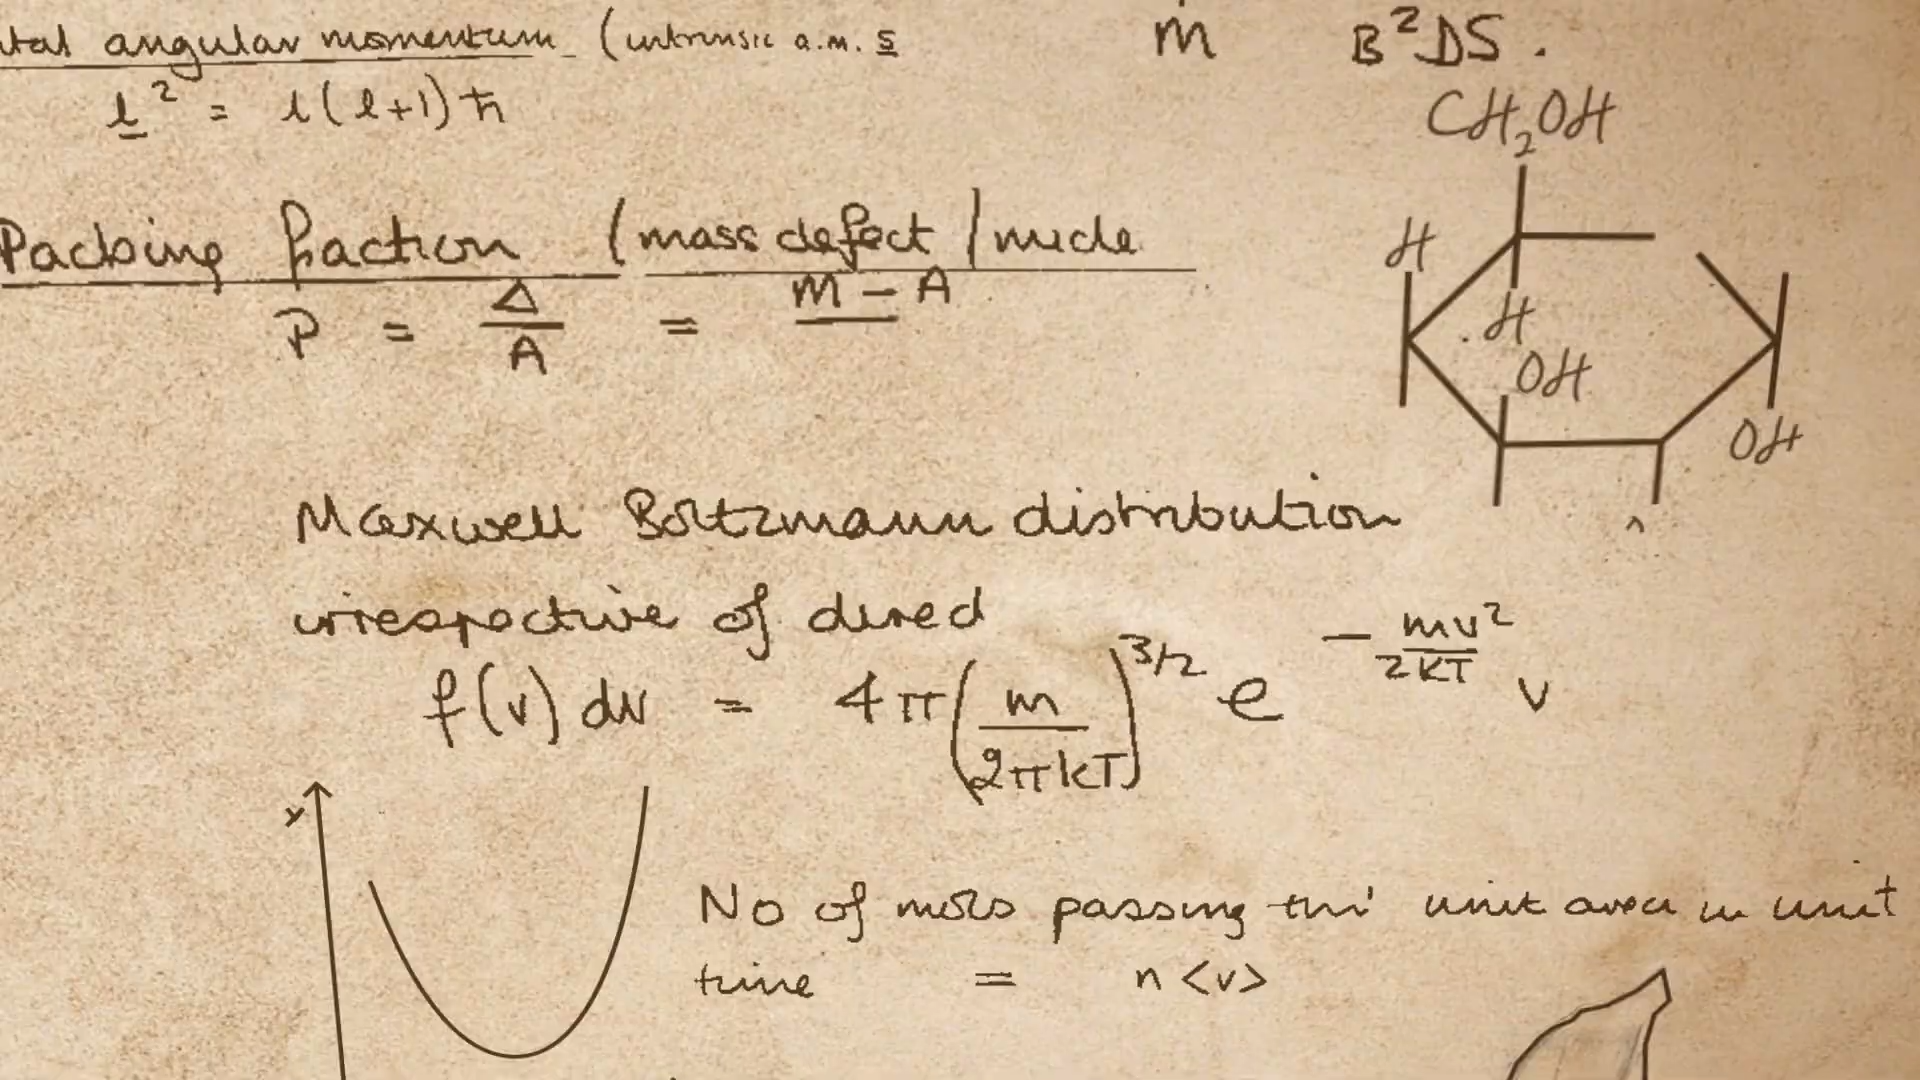 angular momentum (intrinsic a.m. s
l² = l(l+1)ħ
Packing fraction (mass defect / nucle
P = Δ/A = M - A
ṁ B²DS.
CH₂OH
H
H
OH
OH
Maxwell Boltzmann distribution
irrespective of direct
f(v) dv = 4π(m/2πkT)^3/2 e^-mv²/2kT v
y
No of mols passing thro' unit area in unit
time = n <v>